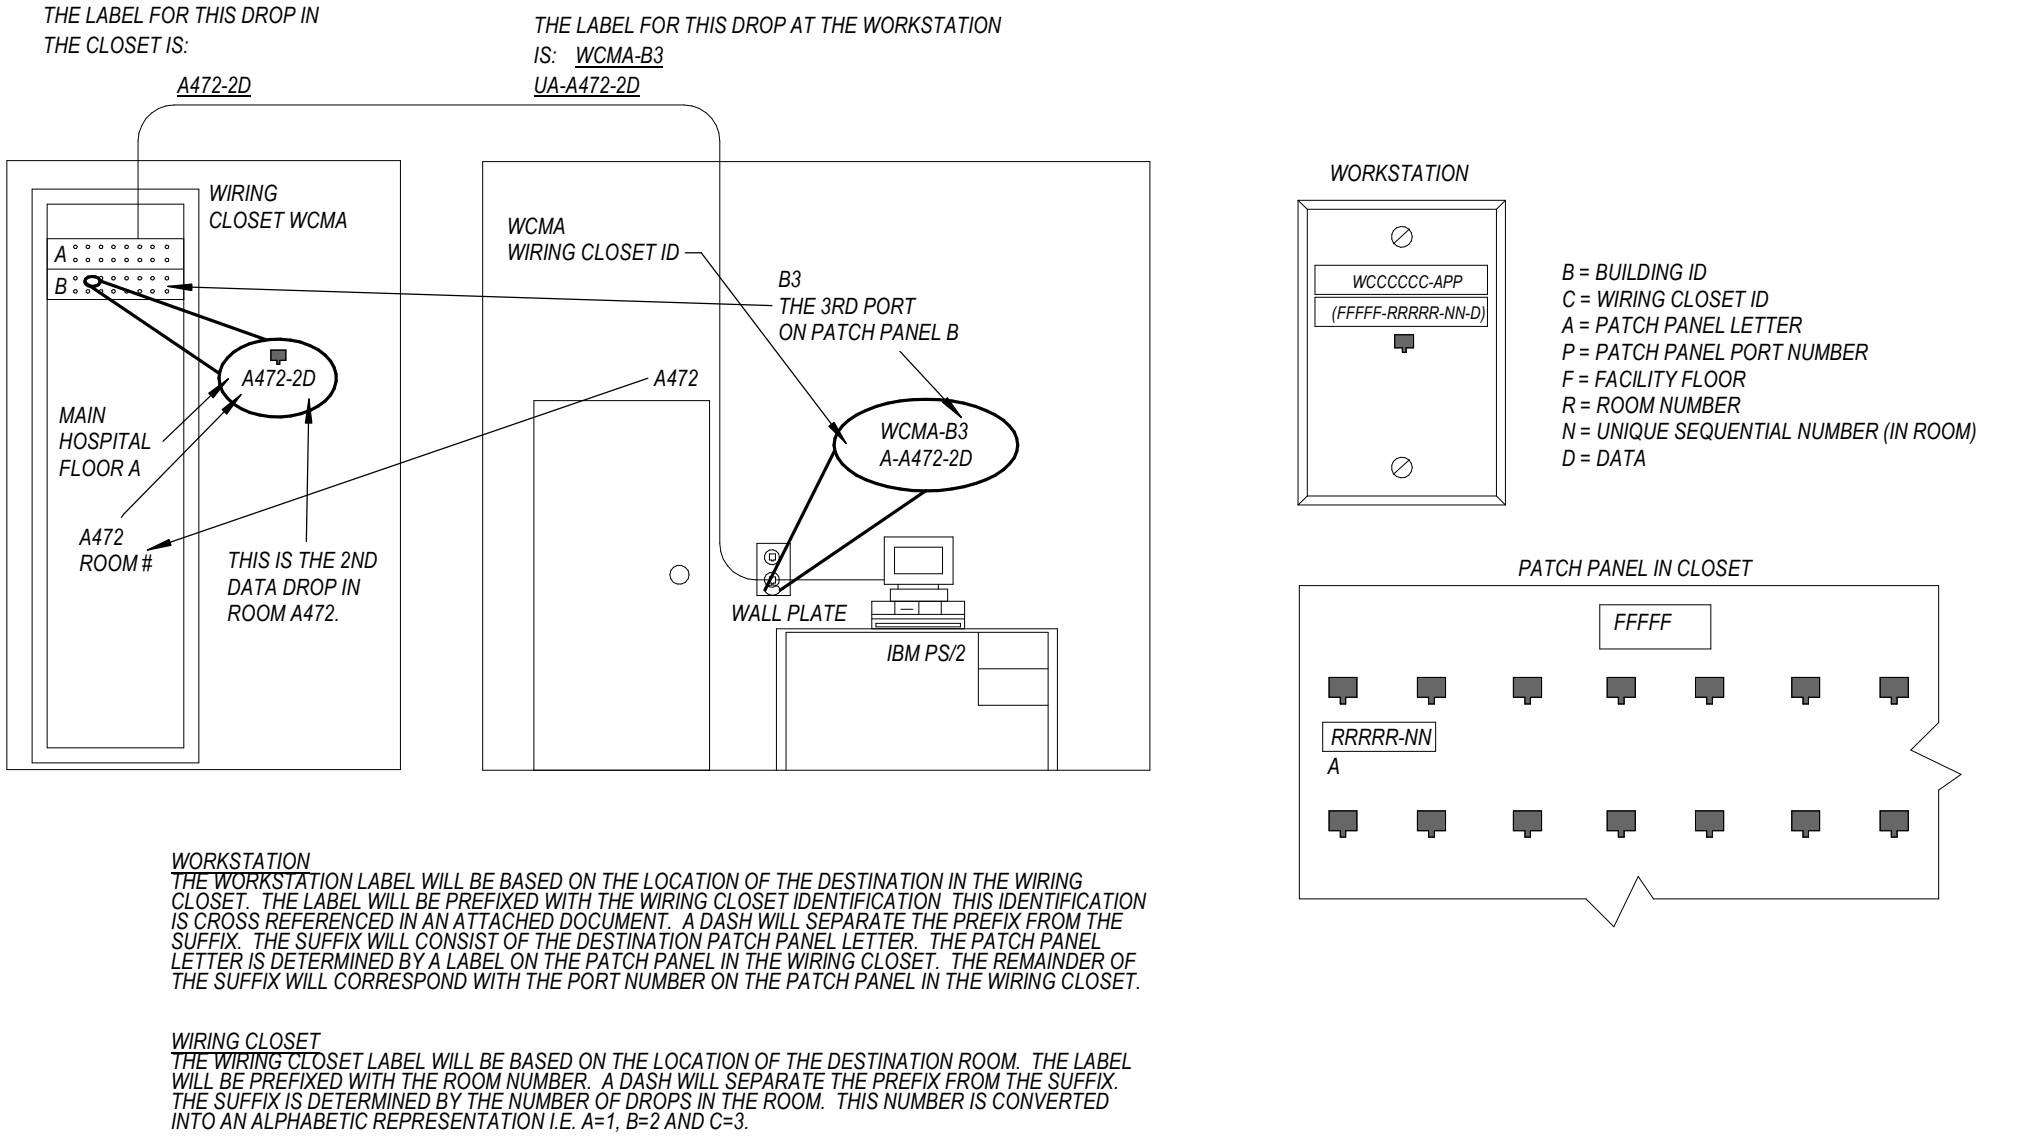 THE LABEL FOR THIS DROP IN
THE CLOSET IS:
A472-2D
THE LABEL FOR THIS DROP AT THE WORKSTATION
IS: WCMA-B3
UA-A472-2D
WIRING
CLOSET WCMA
A
B
A472-2D
MAIN
HOSPITAL
FLOOR A
A472
ROOM #
THIS IS THE 2ND
DATA DROP IN
ROOM A472.
WCMA
WIRING CLOSET ID
B3
THE 3RD PORT
ON PATCH PANEL B
A472
WCMA-B3
A-A472-2D
WALL PLATE
IBM PS/2
WORKSTATION
WCCCCCC-APP
(FFFFF-RRRRR-NN-D)
B = BUILDING ID
C = WIRING CLOSET ID
A = PATCH PANEL LETTER
P = PATCH PANEL PORT NUMBER
F = FACILITY FLOOR
R = ROOM NUMBER
N = UNIQUE SEQUENTIAL NUMBER (IN ROOM)
D = DATA
PATCH PANEL IN CLOSET
FFFFF
RRRRR-NN
A
WORKSTATION
THE WORKSTATION LABEL WILL BE BASED ON THE LOCATION OF THE DESTINATION IN THE WIRING
CLOSET. THE LABEL WILL BE PREFIXED WITH THE WIRING CLOSET IDENTIFICATION THIS IDENTIFICATION
IS CROSS REFERENCED IN AN ATTACHED DOCUMENT. A DASH WILL SEPARATE THE PREFIX FROM THE
SUFFIX. THE SUFFIX WILL CONSIST OF THE DESTINATION PATCH PANEL LETTER. THE PATCH PANEL
LETTER IS DETERMINED BY A LABEL ON THE PATCH PANEL IN THE WIRING CLOSET. THE REMAINDER OF
THE SUFFIX WILL CORRESPOND WITH THE PORT NUMBER ON THE PATCH PANEL IN THE WIRING CLOSET.
WIRING CLOSET
THE WIRING CLOSET LABEL WILL BE BASED ON THE LOCATION OF THE DESTINATION ROOM. THE LABEL
WILL BE PREFIXED WITH THE ROOM NUMBER. A DASH WILL SEPARATE THE PREFIX FROM THE SUFFIX.
THE SUFFIX IS DETERMINED BY THE NUMBER OF DROPS IN THE ROOM. THIS NUMBER IS CONVERTED
INTO AN ALPHABETIC REPRESENTATION I.E. A=1, B=2 AND C=3.